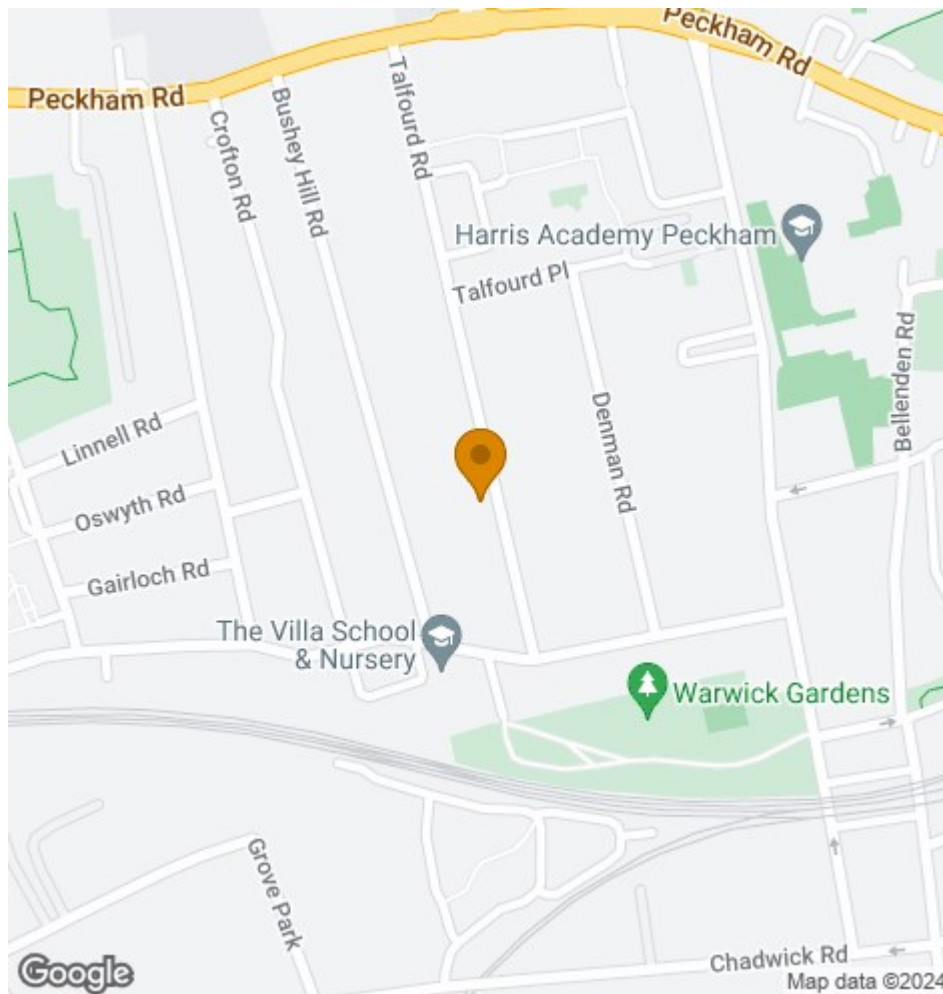 Peckham Rd
Peckham Rd
Talfourd Rd
Bushey Hill Rd
Crofton Rd
Harris Academy Peckham
Talfourd Pl
Bellenden Rd
Denman Rd
Linnell Rd
Oswyth Rd
Gairloch Rd
The Villa School
& Nursery
Warwick Gardens
Grove Park
Chadwick Rd
Google
Map data ©2024